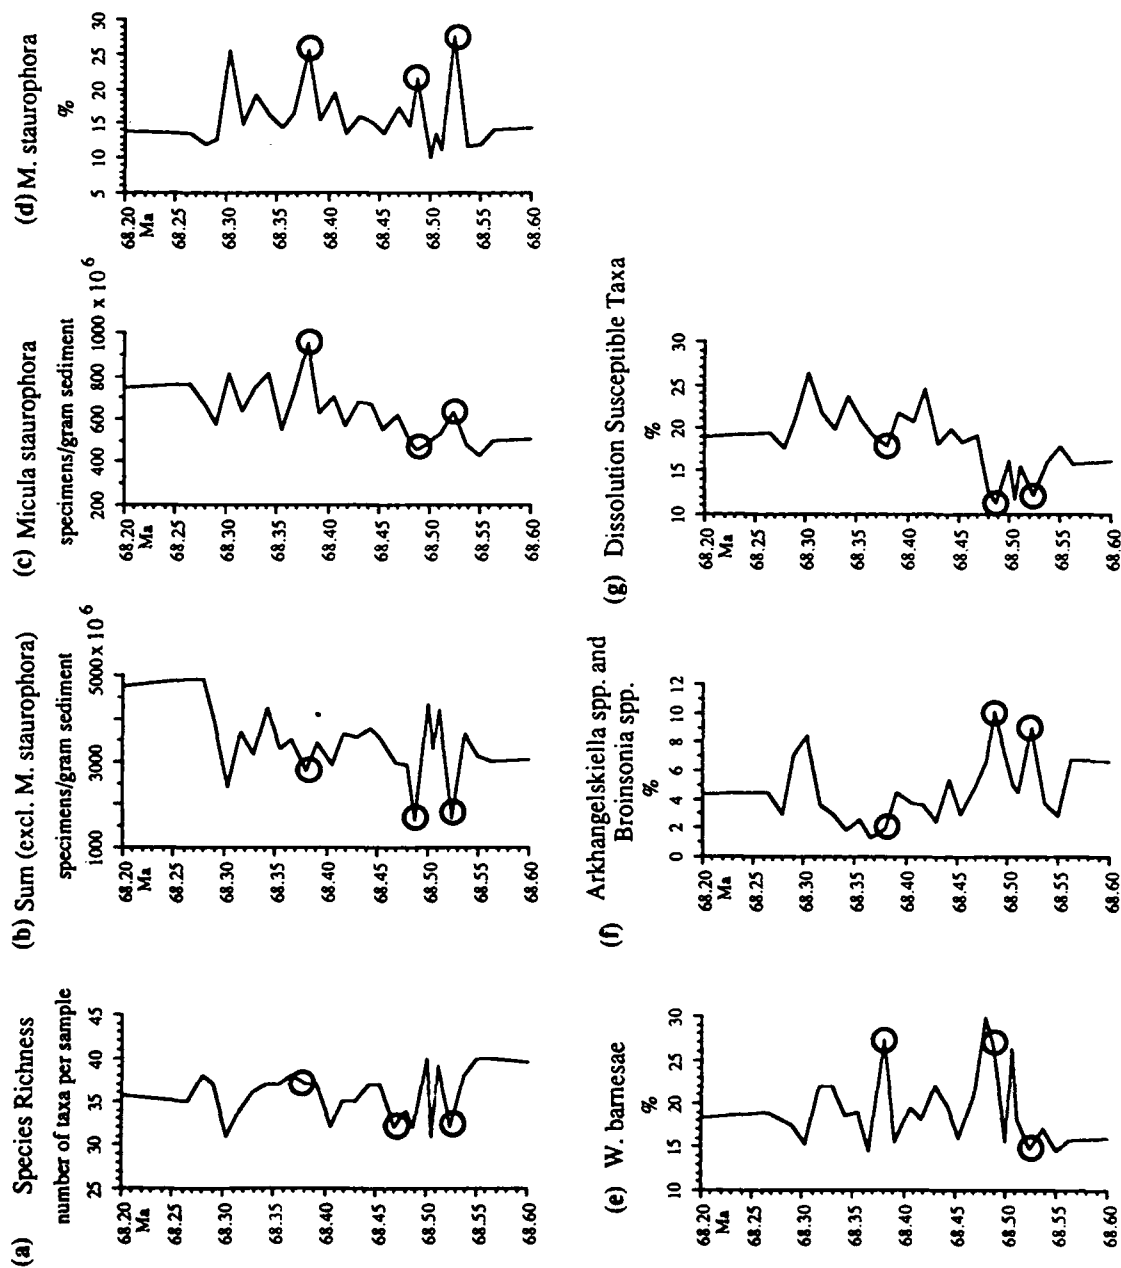 (a) Species Richness
number of taxa per sample
25 30 35 40 45
68.20
Ma
68.25
68.30
68.35
68.40
68.45
68.50
68.55
68.60
(b) Sum (excl. M. staurophora)
specimens/gram sediment
1000 3000 5000 x 10⁶
68.20
Ma
68.25
68.30
68.35
68.40
68.45
68.50
68.55
68.60
(c) Micula staurophora
specimens/gram sediment
200 400 600 800 1000 x 10⁶
68.20
Ma
68.25
68.30
68.35
68.40
68.45
68.50
68.55
68.60
(d) M. staurophora
%
5 10 15 20 25 30
68.20
Ma
68.25
68.30
68.35
68.40
68.45
68.50
68.55
68.60
(e) W. barnesae
%
10 15 20 25 30
68.20
Ma
68.25
68.30
68.35
68.40
68.45
68.50
68.55
68.60
(f) Arkhangelskiella spp. and
Broinsonia spp.
%
0 2 4 6 8 10 12
68.20
Ma
68.25
68.30
68.35
68.40
68.45
68.50
68.55
68.60
(g) Dissolution Susceptible Taxa
%
10 15 20 25 30
68.20
Ma
68.25
68.30
68.35
68.40
68.45
68.50
68.55
68.60